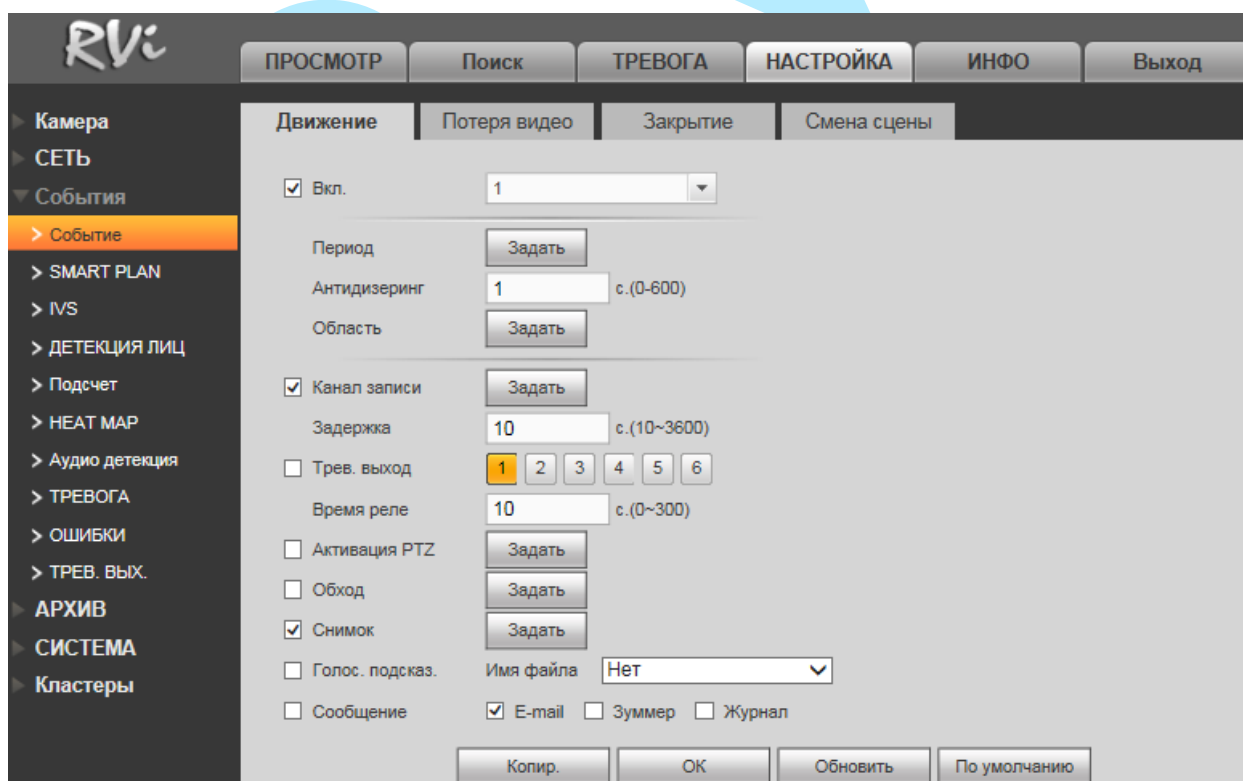 RVi
ПРОСМОТР Поиск ТРЕВОГА НАСТРОЙКА ИНФО Выход
Камера
СЕТЬ
События
Событие
SMART PLAN
IVS
ДЕТЕКЦИЯ ЛИЦ
Подсчет
HEAT MAP
Аудио детекция
ТРЕВОГА
ОШИБКИ
ТРЕВ. ВЫХ.
АРХИВ
СИСТЕМА
Кластеры
Движение Потеря видео Закрытие Смена сцены
Вкл. 1
Период Задать
Антидизеринг 1 с.(0-600)
Область Задать
Канал записи Задать
Задержка 10 с.(10~3600)
Трев. выход 1 2 3 4 5 6
Время реле 10 с.(0~300)
Активация PTZ Задать
Обход Задать
Снимок Задать
Голос. подсказ. Имя файла Нет
Сообщение E-mail Зуммер Журнал
Копир. ОК Обновить По умолчанию